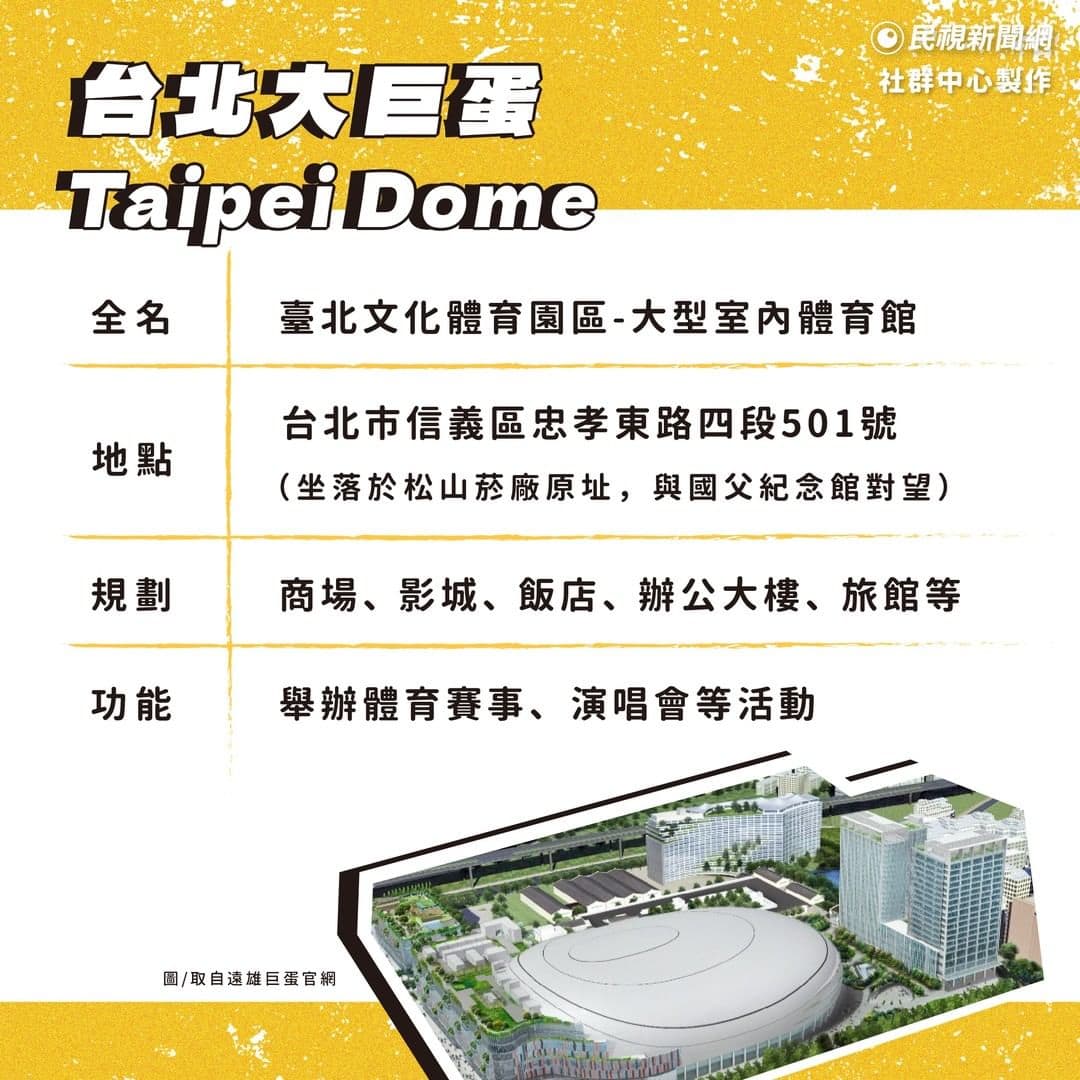 民視新聞網
社群中心製作
台北大巨蛋
Taipei Dome
全名
臺北文化體育園區-大型室內體育館
地點
台北市信義區忠孝東路四段501號
（坐落於松山菸廠原址，與國父紀念館對望）
規劃
商場、影城、飯店、辦公大樓、旅館等
功能
舉辦體育賽事、演唱會等活動
圖/取自遠雄巨蛋官網